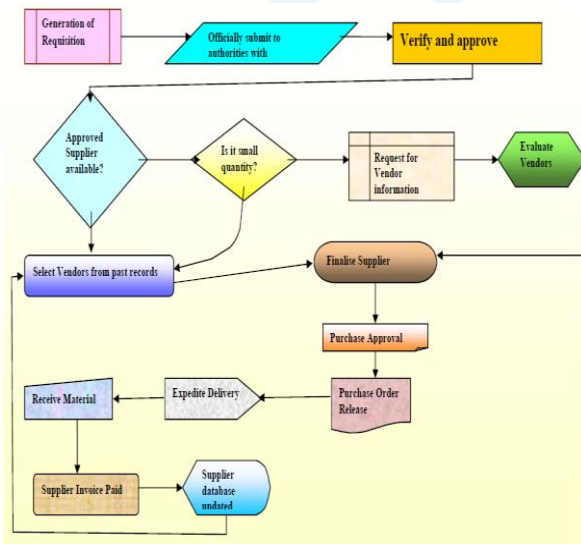 Generation of
Requisition
Officially submit to
authorities with
Verify and approve
Approved
Supplier
available?
Is it small
quantity?
Request for
Vendor
information
Evaluate
Vendors
Select Vendors from past records
Finalise Supplier
Purchase Approval
Receive Material
Expedite Delivery
Purchase Order
Release
Supplier Invoice Paid
Supplier
database
updated